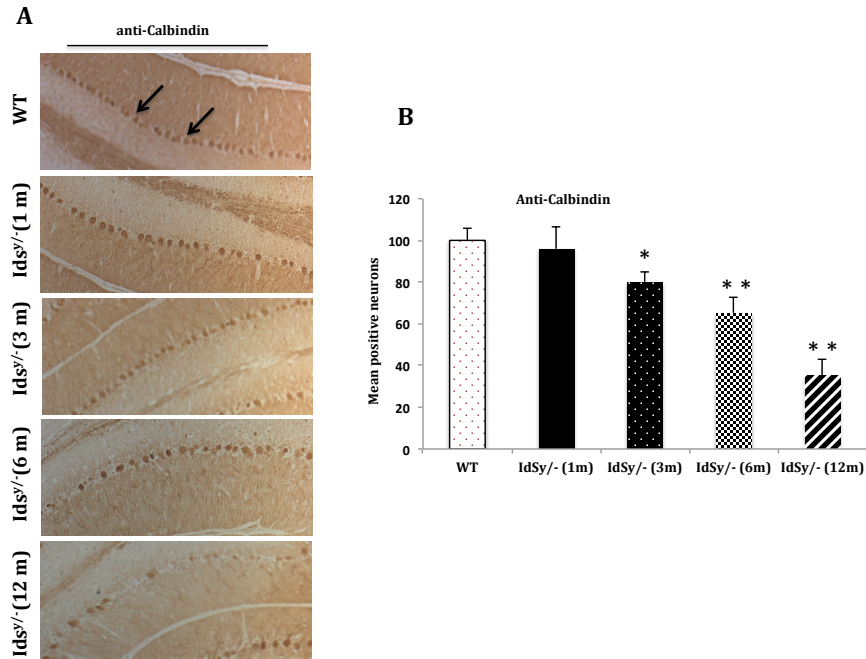 A
anti-Calbindin
WT
Idsʸ/⁻(1 m)
Idsʸ/⁻(3 m)
Idsʸ/⁻(6 m)
Idsʸ/⁻(12 m)
B
Anti-Calbindin
Mean positive neurons
120
100
80
60
40
20
0
*
* *
* *
WT
IdSy/- (1m)
IdSy/- (3m)
IdSy/- (6m)
IdSy/- (12m)